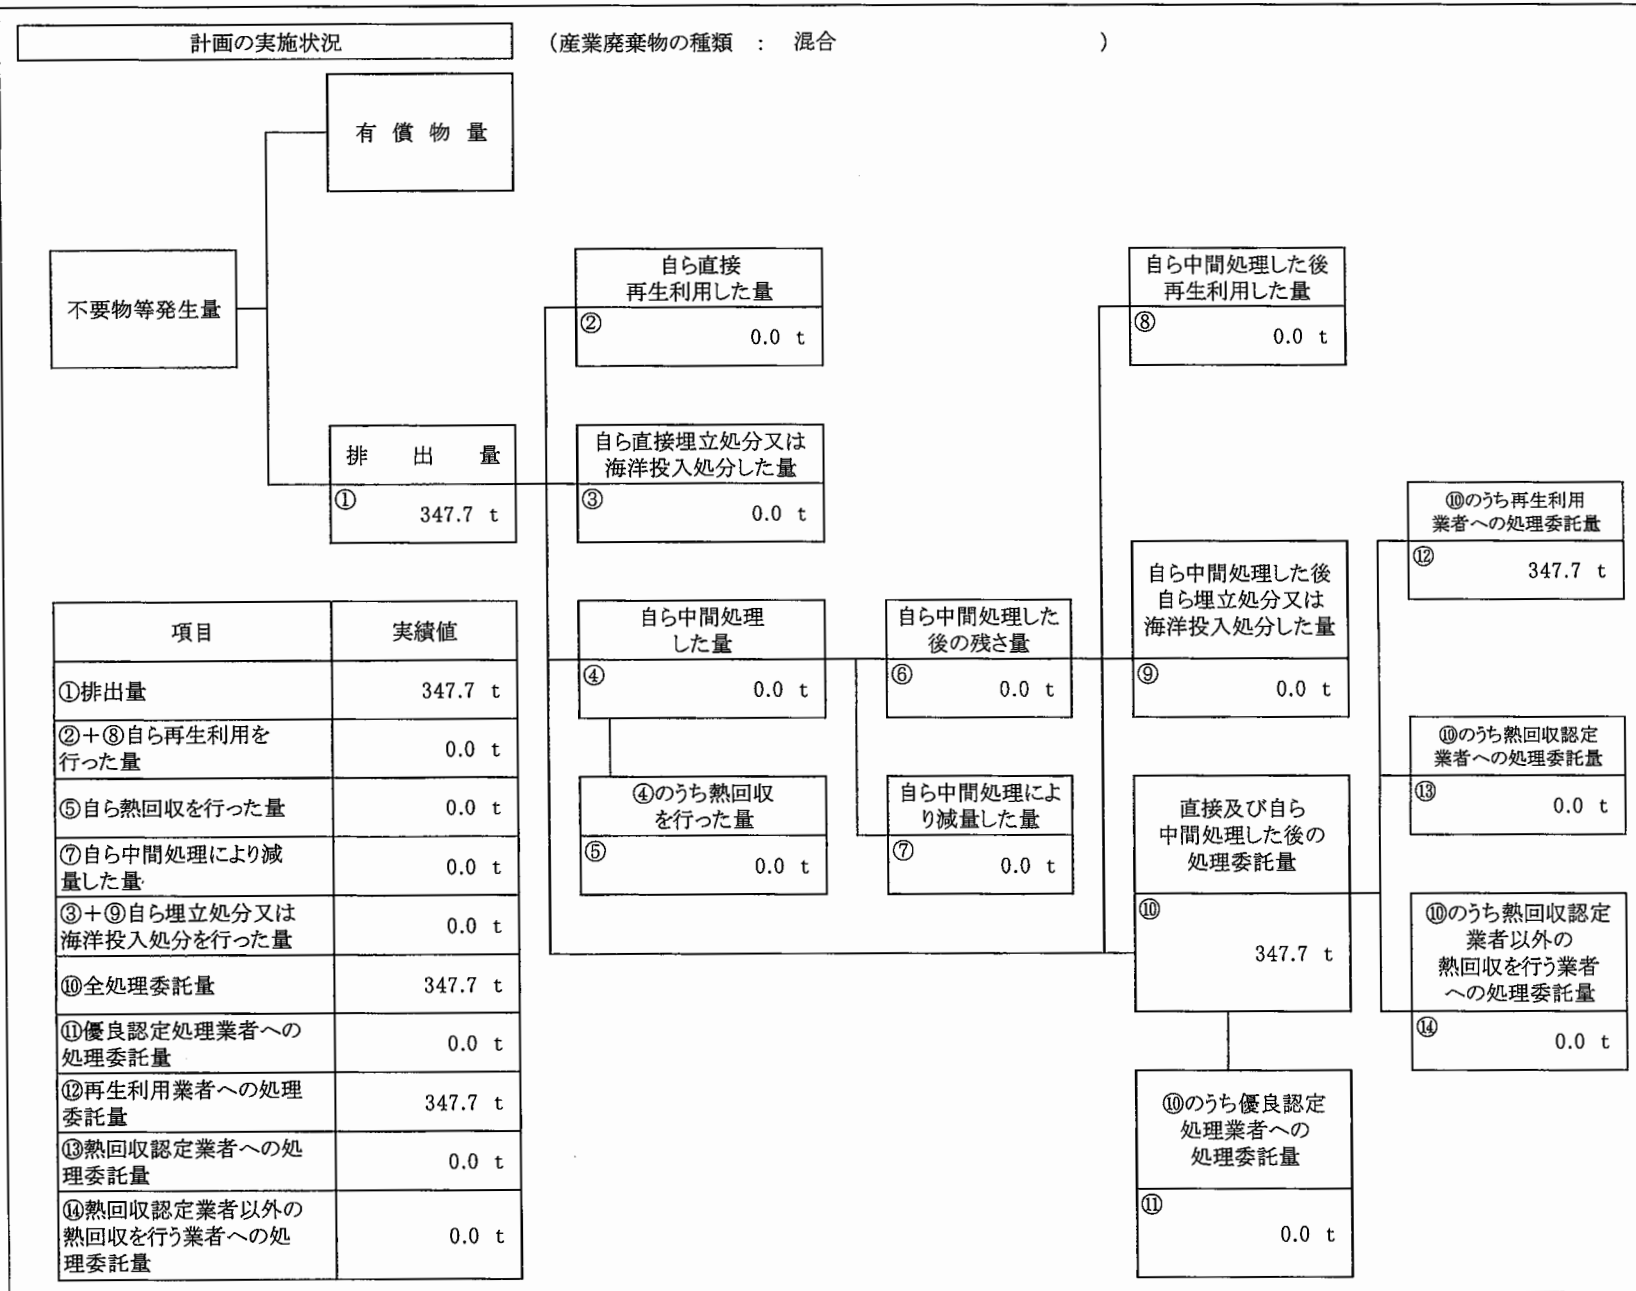 計画の実施状況
(産業廃棄物の種類 : 混合 )
有償物量
不要物等発生量
自ら直接
再生利用した量
② 0.0 t
自ら中間処理した後
再生利用した量
⑧ 0.0 t
排出量
① 347.7 t
自ら直接埋立処分又は
海洋投入処分した量
③ 0.0 t
⑩のうち再生利用
業者への処理委託量
⑫ 347.7 t
自ら中間処理した後
自ら埋立処分又は
海洋投入処分した量
⑨ 0.0 t
自ら中間処理
した量
④ 0.0 t
自ら中間処理した
後の残さ量
⑥ 0.0 t
⑩のうち熱回収認定
業者への処理委託量
⑬ 0.0 t
④のうち熱回収
を行った量
⑤ 0.0 t
自ら中間処理によ
り減量した量
⑦ 0.0 t
直接及び自ら
中間処理した後の
処理委託量
⑩ 347.7 t
⑩のうち熱回収認定
業者以外の
熱回収を行う業者
への処理委託量
⑭ 0.0 t
⑩のうち優良認定
処理業者への
処理委託量
⑪ 0.0 t
項目 実績値
①排出量 347.7 t
②+⑧自ら再生利用を
行った量 0.0 t
⑤自ら熱回収を行った量 0.0 t
⑦自ら中間処理により減
量した量 0.0 t
③+⑨自ら埋立処分又は
海洋投入処分を行った量 0.0 t
⑩全処理委託量 347.7 t
⑪優良認定処理業者への
処理委託量 0.0 t
⑫再生利用業者への処理
委託量 347.7 t
⑬熱回収認定業者への処
理委託量 0.0 t
⑭熱回収認定業者以外の
熱回収を行う業者への処
理委託量 0.0 t